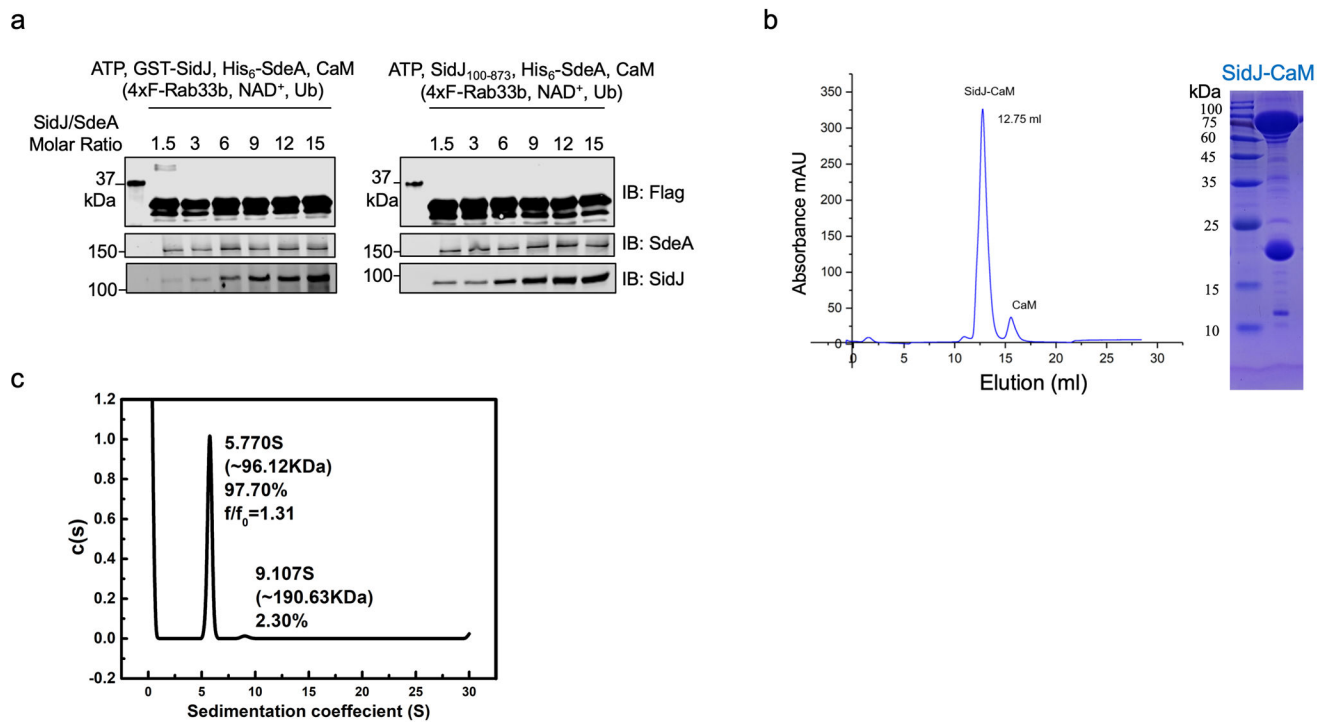 a
ATP, GST-SidJ, His6-SdeA, CaM
(4xF-Rab33b, NAD+, Ub)
ATP, SidJ100-873, His6-SdeA, CaM
(4xF-Rab33b, NAD+, Ub)
SidJ/SdeA
Molar Ratio
1.5 3 6 9 12 15
1.5 3 6 9 12 15
37
kDa
37
kDa
IB: Flag
150
150
IB: SdeA
100
100
IB: SidJ
b
350
300
250
200
150
100
50
0
Absorbance mAU
SidJ-CaM
12.75 ml
CaM
0 5 10 15 20 25 30
Elution (ml)
SidJ-CaM
kDa
100
75
60
45
35
25
15
10
c
1.2
1.0
0.8
0.6
0.4
0.2
0.0
-0.2
c(s)
5.770S
(~96.12KDa)
97.70%
f/f0=1.31
9.107S
(~190.63KDa)
2.30%
0 5 10 15 20 25 30
Sedimentation coeffecient (S)